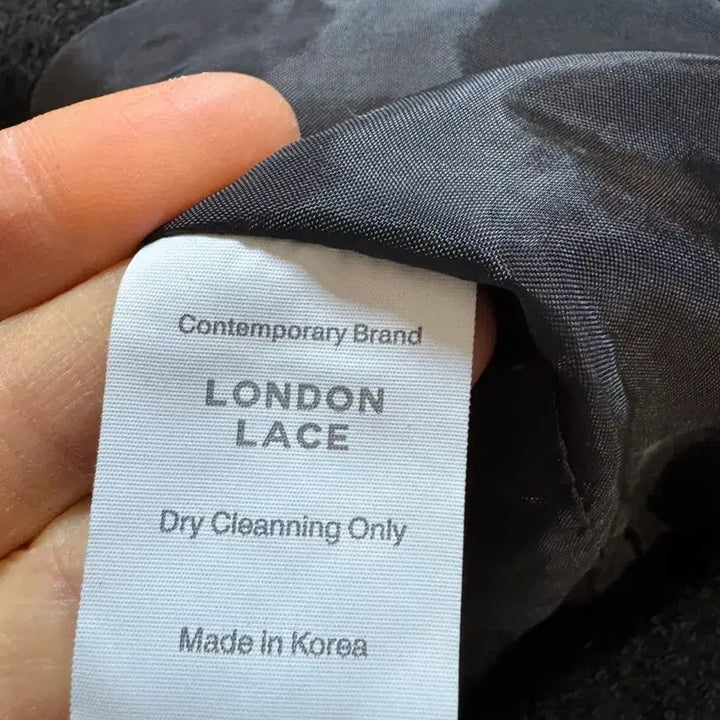 Contemporary Brand
LONDON
LACE
Dry Cleanning Only
Made in Korea